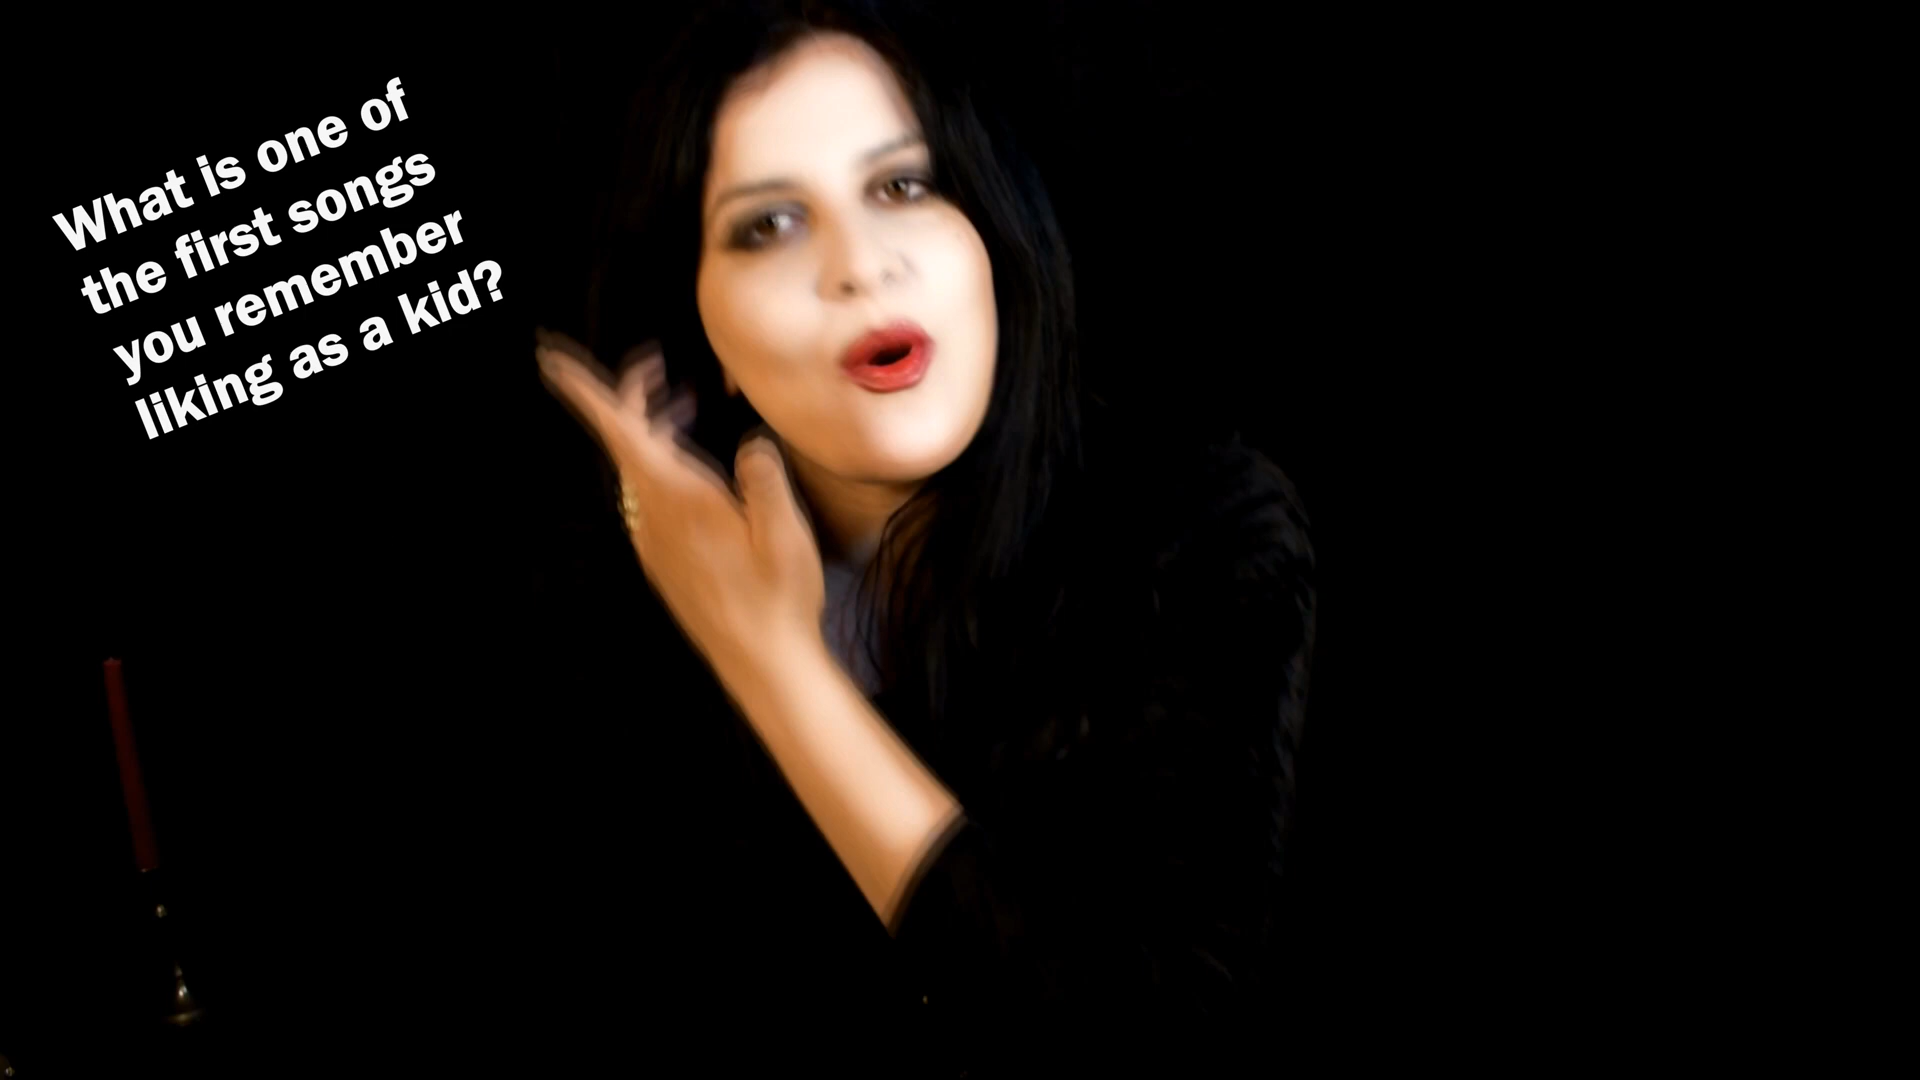 What is one of
the first songs
you remember
liking as a kid?